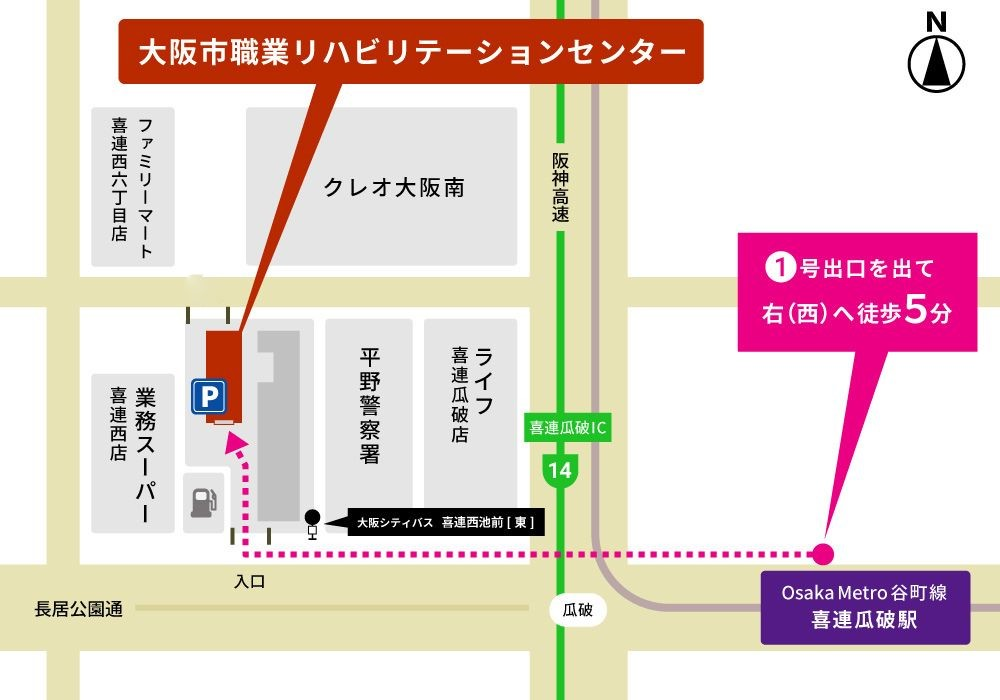 大阪市職業リハビリテーションセンター
N
ファミリーマート
喜連西六丁目店
クレオ大阪南
阪神高速
❶号出口を出て
右(西)へ徒歩5分
P
業務スーパー
喜連西店
平野警察署
ライフ
喜連瓜破店
喜連瓜破IC
14
大阪シティバス 喜連西池前[東]
入口
長居公園通
瓜破
Osaka Metro 谷町線
喜連瓜破駅